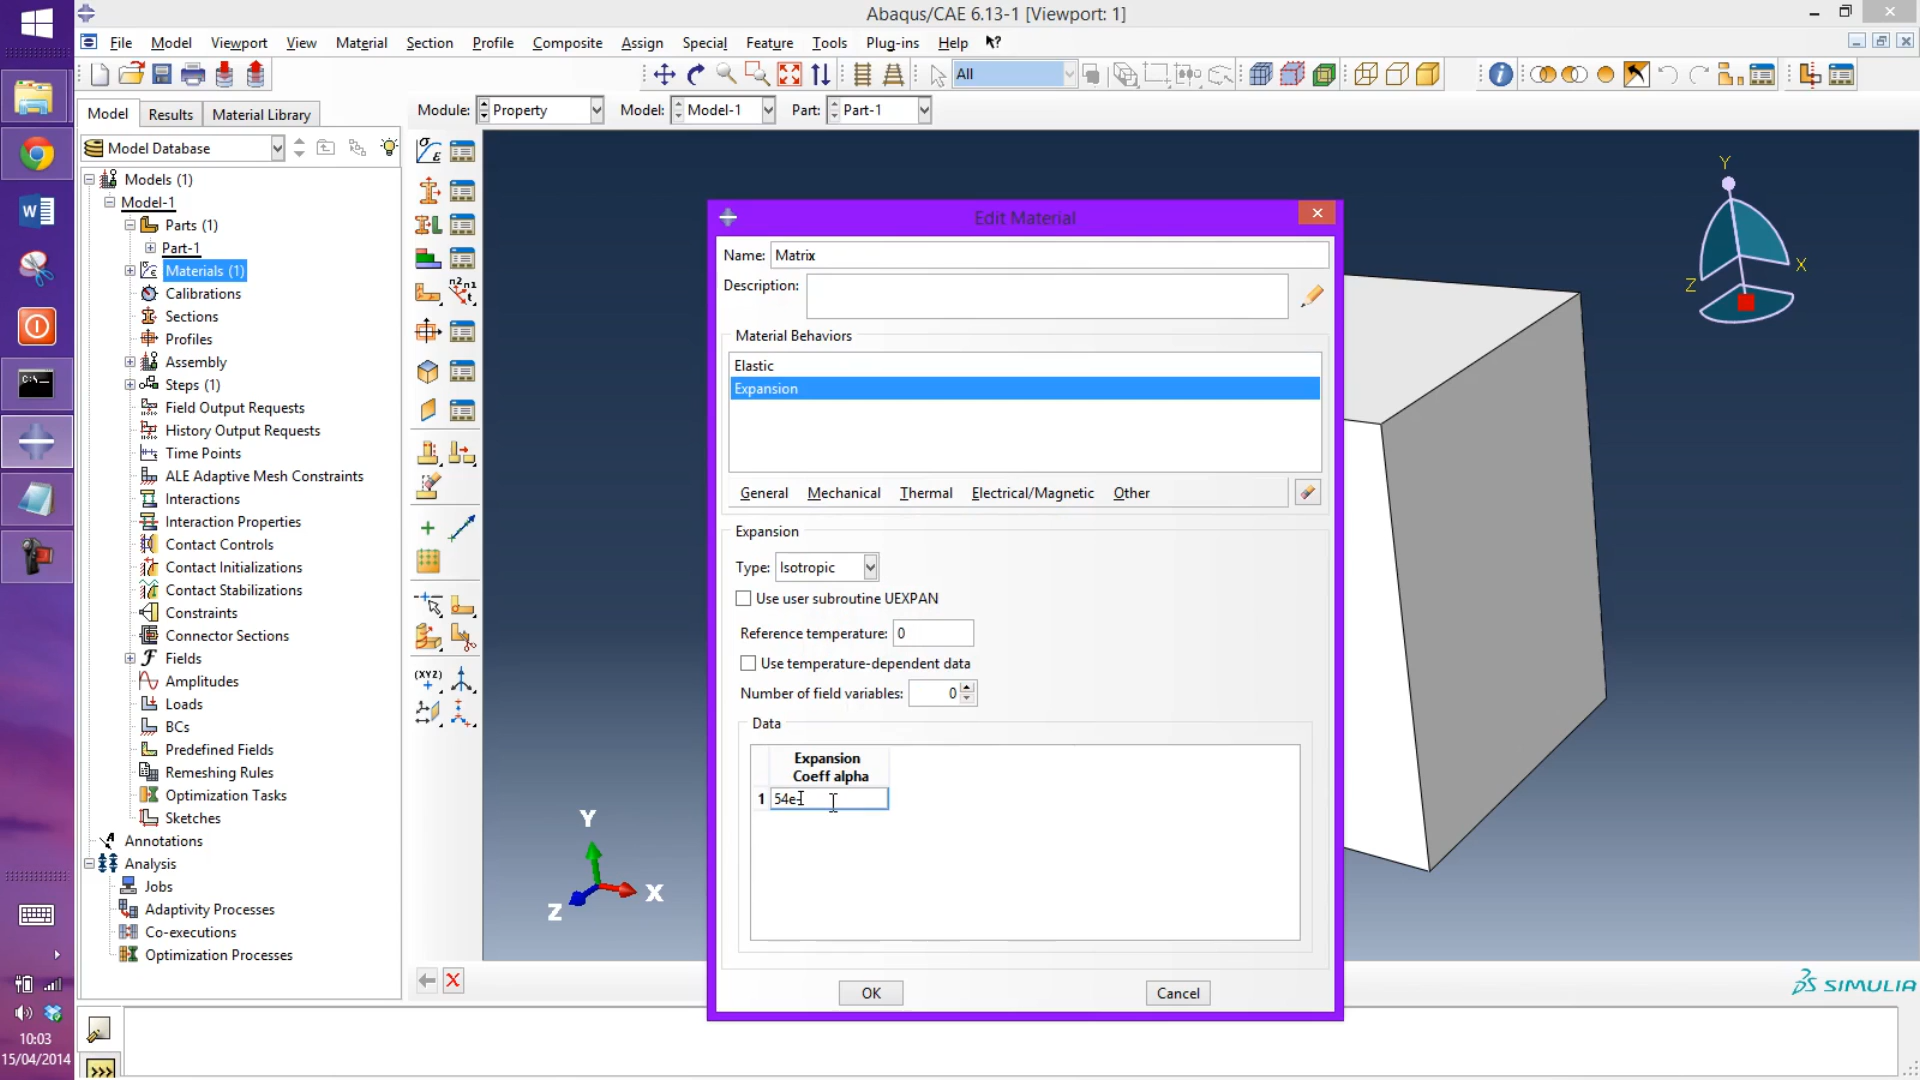 Abaqus/CAE 6.13-1 [Viewport: 1]
File Model Viewport View Material Section Profile Composite Assign Special Feature Tools Plug-ins Help
All
Model Results Material Library
Module: Property Model: Model-1 Part: Part-1
Model Database
Models (1)
Model-1
Parts (1)
Part-1
Materials (1)
Calibrations
Sections
Profiles
Assembly
Steps (1)
Field Output Requests
History Output Requests
Time Points
ALE Adaptive Mesh Constraints
Interactions
Interaction Properties
Contact Controls
Contact Initializations
Contact Stabilizations
Constraints
Connector Sections
Fields
Amplitudes
Loads
BCs
Predefined Fields
Remeshing Rules
Optimization Tasks
Sketches
Annotations
Analysis
Jobs
Adaptivity Processes
Co-executions
Optimization Processes
(XYZ)
Edit Material
Name: Matrix
Description:
Material Behaviors
Elastic
Expansion
General Mechanical Thermal Electrical/Magnetic Other
Expansion
Type: Isotropic
Use user subroutine UEXPAN
Reference temperature: 0
Use temperature-dependent data
Number of field variables: 0
Data
Expansion
Coeff alpha
1 54e-
OK Cancel
Y
X
Z
Y
X
Z
SIMULIA
>>>
10:03
15/04/2014